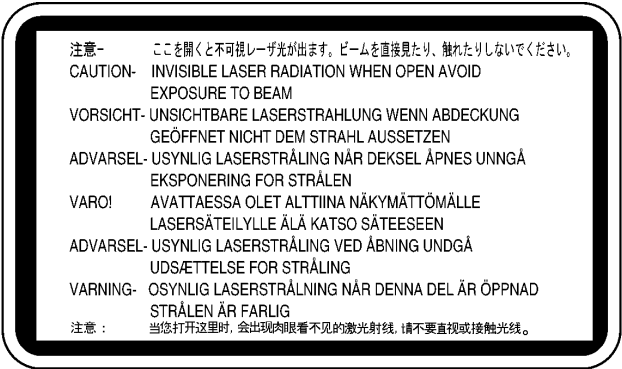 注意− ここを開くと不可視レーザ光が出ます。ビームを直接見たり、触れたりしないでください。
CAUTION- INVISIBLE LASER RADIATION WHEN OPEN AVOID
EXPOSURE TO BEAM
VORSICHT- UNSICHTBARE LASERSTRAHLUNG WENN ABDECKUNG
GEÖFFNET NICHT DEM STRAHL AUSSETZEN
ADVARSEL- USYNLIG LASERSTRÅLING NÅR DEKSEL ÅPNES UNNGÅ
EKSPONERING FOR STRÅLEN
VARO! AVATTAESSA OLET ALTTIINA NÄKYMÄTTÖMÄLLE
LASERSÄTEILYLLE ÄLÄ KATSO SÄTEESEEN
ADVARSEL- USYNLIG LASERSTRÅLING VED ÅBNING UNDGÅ
UDSÆTTELSE FOR STRÅLING
VARNING- OSYNLIG LASERSTRÅLNING NÅR DENNA DEL ÄR ÖPPNAD
STRÅLEN ÄR FARLIG
注意： 当您打开这里时, 会出现肉眼看不见的激光射线, 请不要直视或接触光线。